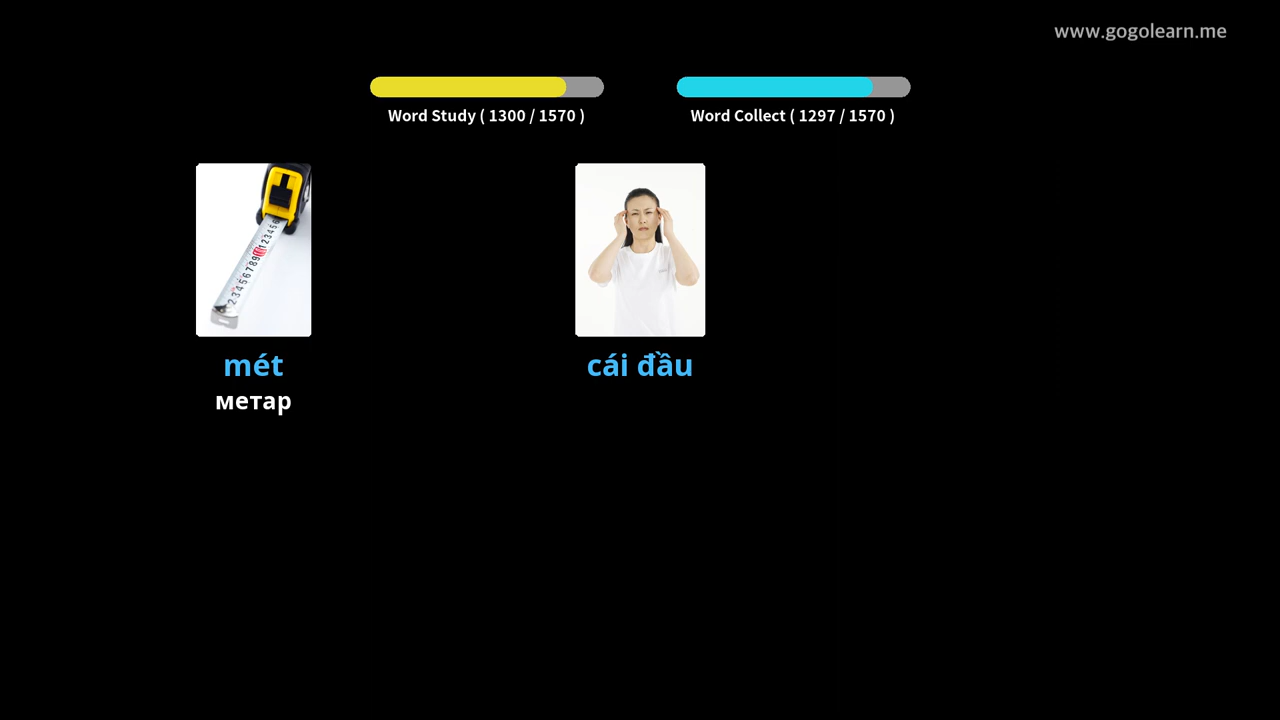 www.gogolearn.me
Word Study ( 1300 / 1570 )
Word Collect ( 1297 / 1570 )
mét
метар
cái đầu